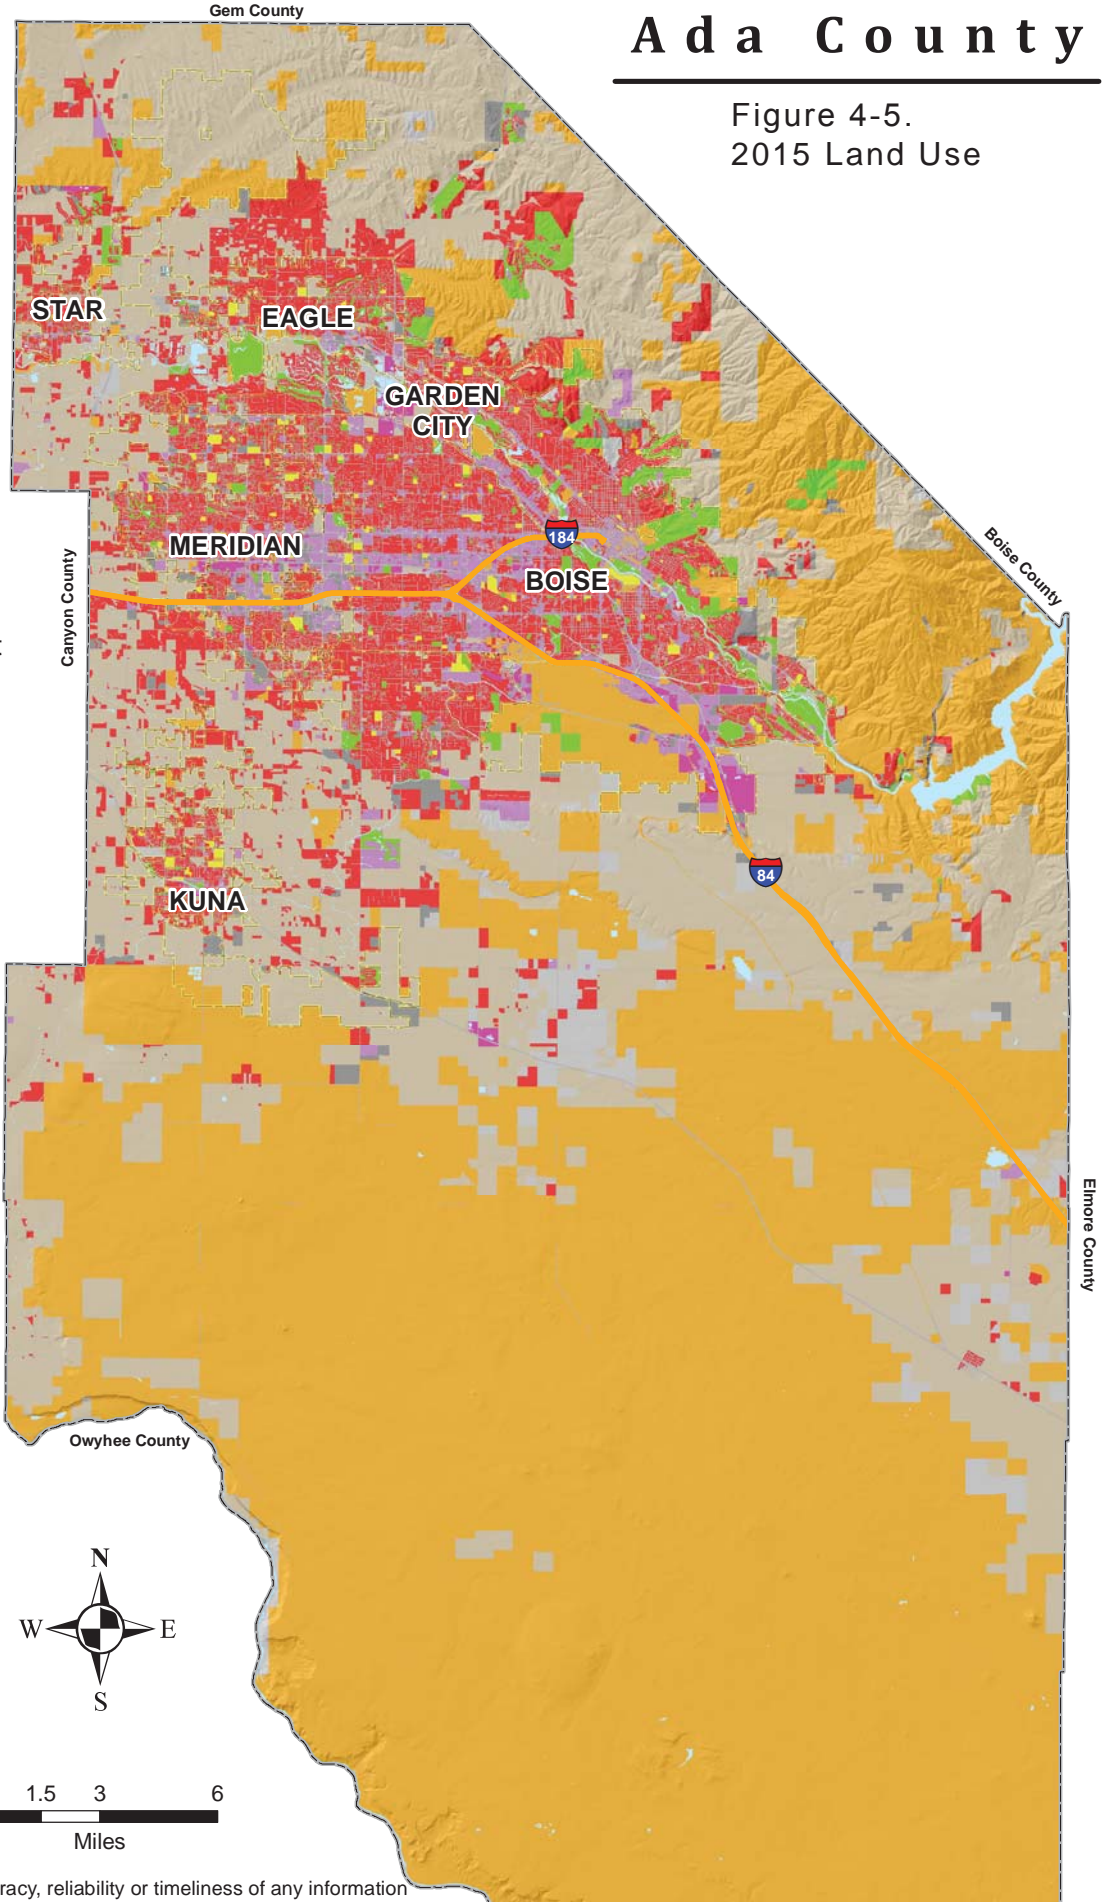 Ada County
Figure 4-5.
2015 Land Use
Gem County
STAR
EAGLE
GARDEN
CITY
184
MERIDIAN
BOISE
Boise County
Canyon County
84
KUNA
Elmore County
Owyhee County
N
W E
S
1.5 3 6
Miles
racy, reliability or timeliness of any information